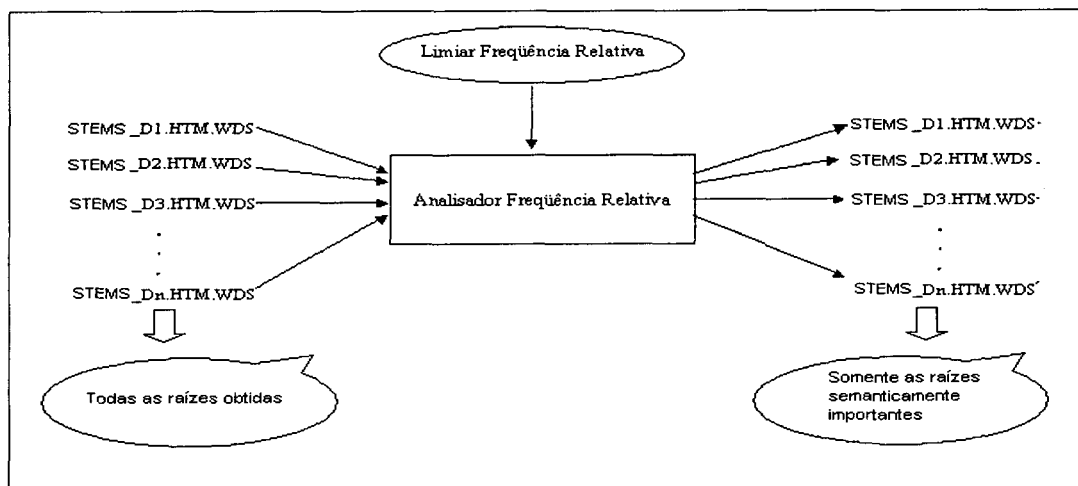 Limiar Freqüência Relativa
STEMS_D1.HTM.WDS
STEMS_D2.HTM.WDS
STEMS_D3.HTM.WDS
STEMS_Dn.HTM.WDS
Analisador Freqüência Relativa
STEMS_D1.HTM.WDS
STEMS_D2.HTM.WDS
STEMS_D3.HTM.WDS
STEMS_Dn.HTM.WDS
Todas as raízes obtidas
Somente as raízes
semanticamente
importantes